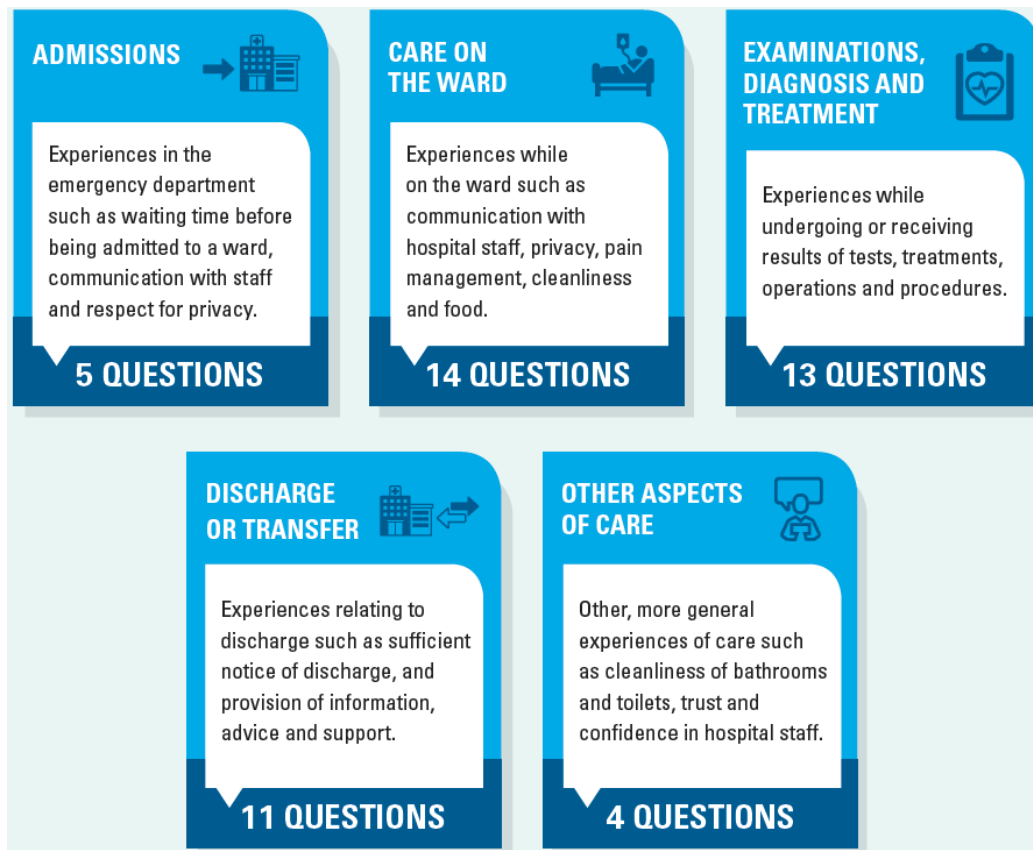 ADMISSIONS
Experiences in the
emergency department
such as waiting time before
being admitted to a ward,
communication with staff
and respect for privacy.
5 QUESTIONS
CARE ON
THE WARD
Experiences while
on the ward such as
communication with
hospital staff, privacy, pain
management, cleanliness
and food.
14 QUESTIONS
EXAMINATIONS,
DIAGNOSIS AND
TREATMENT
Experiences while
undergoing or receiving
results of tests, treatments,
operations and procedures.
13 QUESTIONS
DISCHARGE
OR TRANSFER
Experiences relating to
discharge such as sufficient
notice of discharge, and
provision of information,
advice and support.
11 QUESTIONS
OTHER ASPECTS
OF CARE
Other, more general
experiences of care such
as cleanliness of bathrooms
and toilets, trust and
confidence in hospital staff.
4 QUESTIONS